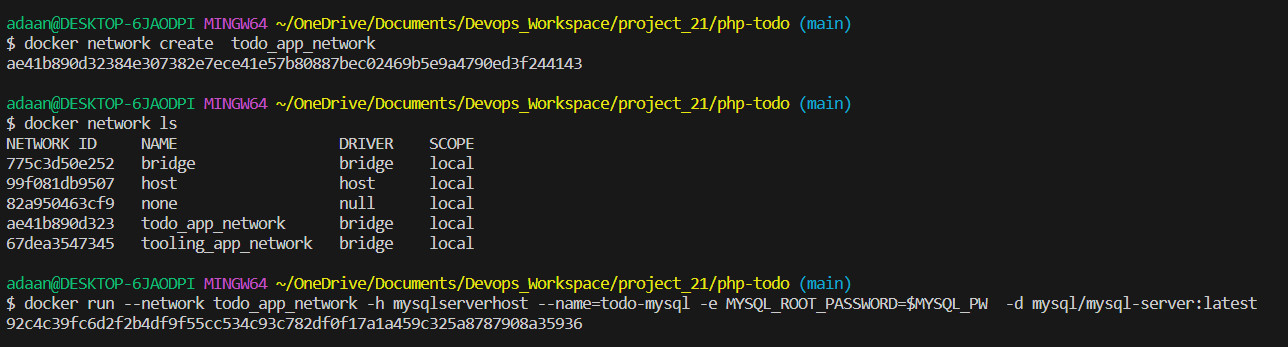 adaan@DESKTOP-6JAODPI MINGW64 ~/OneDrive/Documents/Devops_Workspace/project_21/php-todo (main)
$ docker network create  todo_app_network
ae41b890d32384e307382e7ece41e57b80887bec02469b5e9a4790ed3f244143
adaan@DESKTOP-6JAODPI MINGW64 ~/OneDrive/Documents/Devops_Workspace/project_21/php-todo (main)
$ docker network ls
NETWORK ID     NAME                  DRIVER    SCOPE
775c3d50e252   bridge                bridge    local
99f081db9507   host                  host      local
82a950463cf9   none                  null      local
ae41b890d323   todo_app_network      bridge    local
67dea3547345   tooling_app_network   bridge    local
adaan@DESKTOP-6JAODPI MINGW64 ~/OneDrive/Documents/Devops_Workspace/project_21/php-todo (main)
$ docker run --network todo_app_network -h mysqlserverhost --name=todo-mysql -e MYSQL_ROOT_PASSWORD=$MYSQL_PW  -d mysql/mysql-server:latest
92c4c39fc6d2f2b4df9f55cc534c93c782df0f17a1a459c325a8787908a35936